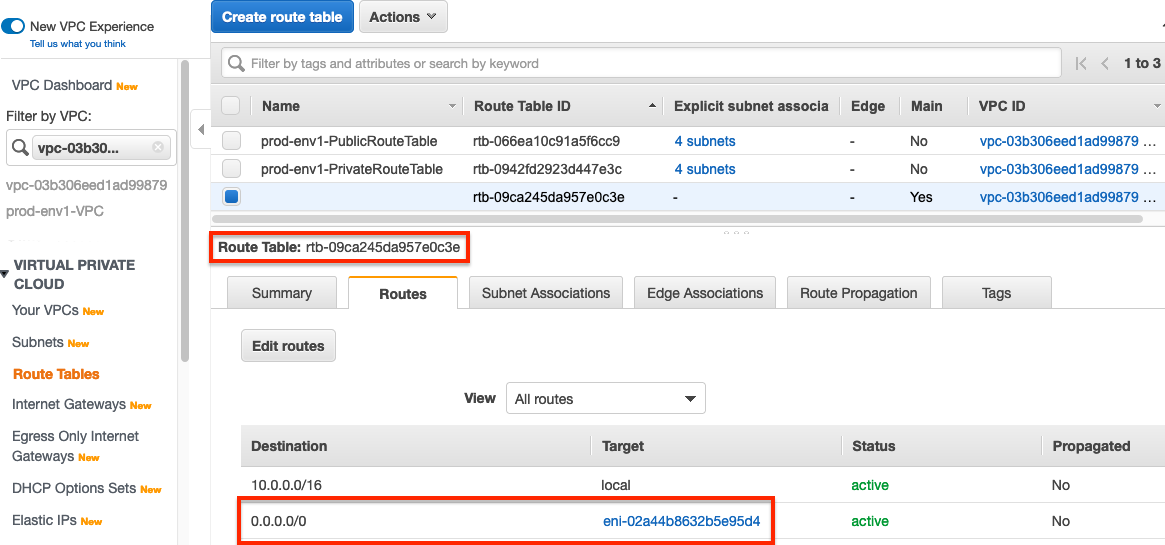 New VPC Experience
Tell us what you think
VPC Dashboard New
Filter by VPC:
vpc-03b30...
vpc-03b306eed1ad99879
prod-env1-VPC
VIRTUAL PRIVATE
CLOUD
Your VPCs New
Subnets New
Route Tables
Internet Gateways New
Egress Only Internet
Gateways New
DHCP Options Sets New
Elastic IPs New
Create route table Actions
Filter by tags and attributes or search by keyword
1 to 3
Name Route Table ID Explicit subnet associa Edge Main VPC ID
prod-env1-PublicRouteTable rtb-066ea10c91a5f6cc9 4 subnets - No vpc-03b306eed1ad99879 ...
prod-env1-PrivateRouteTable rtb-0942fd2923d447e3c 4 subnets - No vpc-03b306eed1ad99879 ...
rtb-09ca245da957e0c3e - - Yes vpc-03b306eed1ad99879 ...
Route Table: rtb-09ca245da957e0c3e
Summary Routes Subnet Associations Edge Associations Route Propagation Tags
Edit routes
View All routes
Destination Target Status Propagated
10.0.0.0/16 local active No
0.0.0.0/0 eni-02a44b8632b5e95d4 active No